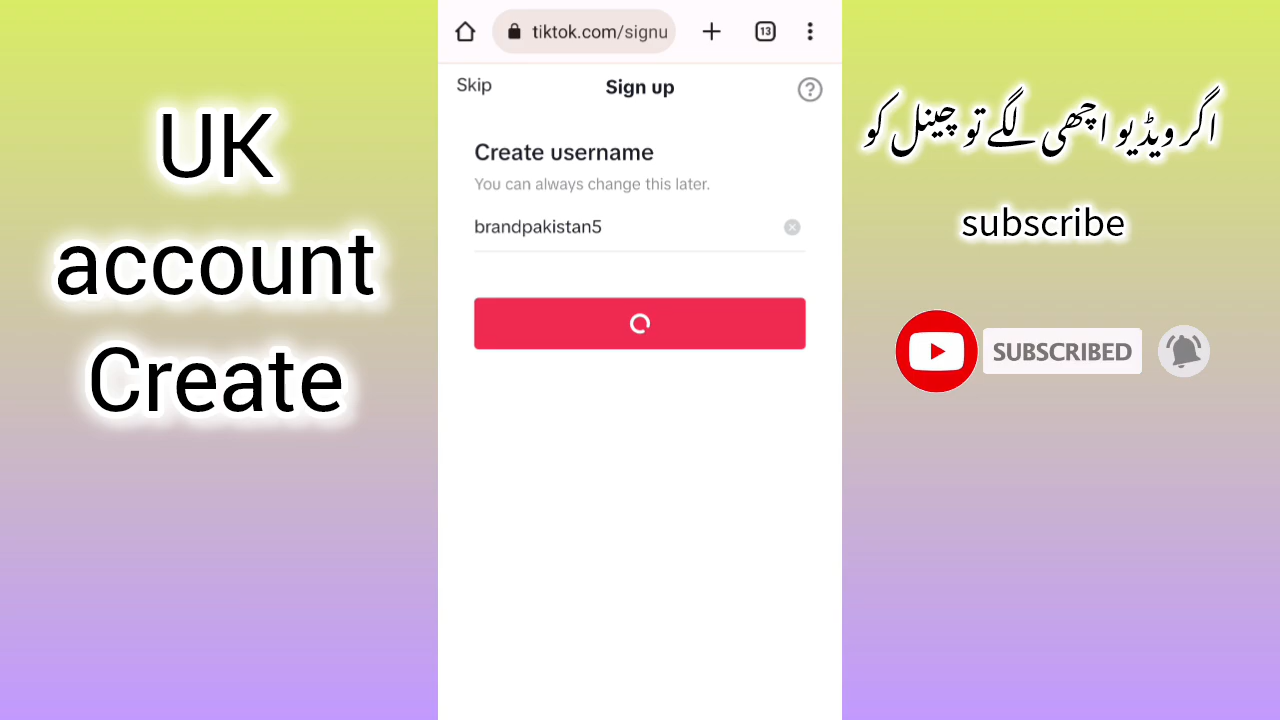 UK
account
Create
tiktok.com/signu
13
Skip
Sign up
?
Create username
You can always change this later.
brandpakistan5
اگر ویڈیو اچھی لگے تو چینل کو
subscribe
SUBSCRIBED